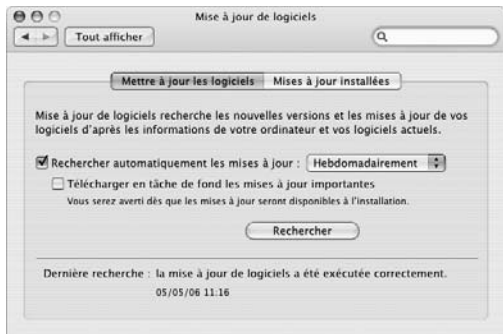 Mise à jour de logiciels
Tout afficher
Mettre à jour les logiciels Mises à jour installées
Mise à jour de logiciels recherche les nouvelles versions et les mises à jour de vos
logiciels d'après les informations de votre ordinateur et vos logiciels actuels.
Rechercher automatiquement les mises à jour : Hebdomadairement
Télécharger en tâche de fond les mises à jour importantes
Vous serez averti dès que les mises à jour seront disponibles à l'installation.
Rechercher
Dernière recherche : la mise à jour de logiciels a été exécutée correctement.
05/05/06 11:16